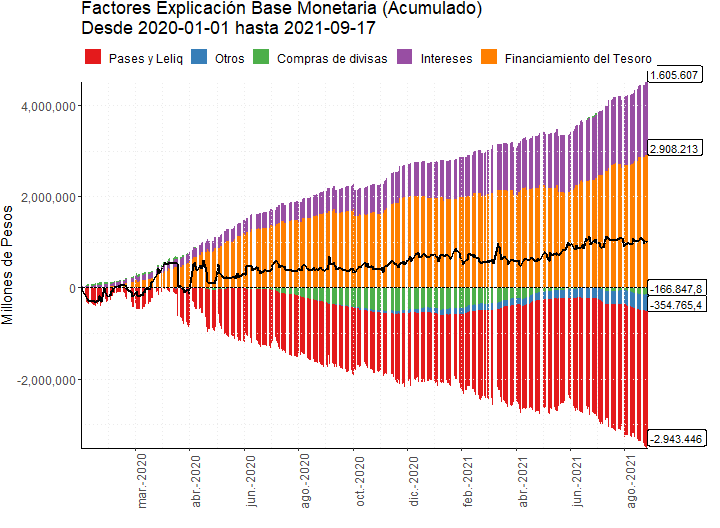 Factores Explicación Base Monetaria (Acumulado)
Desde 2020-01-01 hasta 2021-09-17
Pases y Leliq Otros Compras de divisas Intereses Financiamiento del Tesoro
Millones de Pesos
4,000,000
2,000,000
0
-2,000,000
1.605.607
2.908.213
-166.847,8
-354.765,4
-2.943.446
mar.-2020
abr.-2020
jun.-2020
ago.-2020
oct.-2020
dic.-2020
feb.-2021
abr.-2021
jun.-2021
ago.-2021